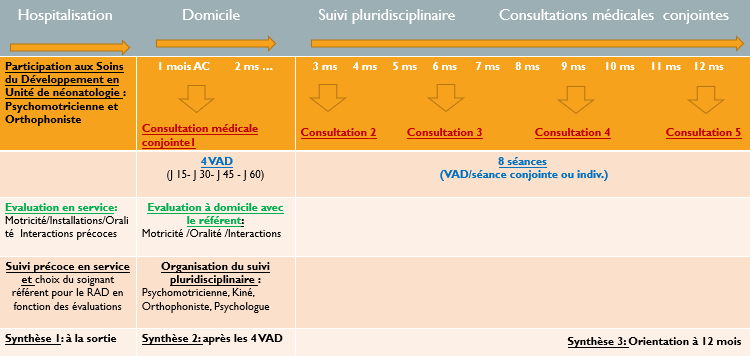 Hospitalisation
Domicile
Suivi pluridisciplinaire
Consultations médicales conjointes
Participation aux Soins
du Développement en
Unité de néonatologie :
Psychomotricienne et
Orthophoniste
1 mois AC 2 ms ...
3 ms 4 ms 5 ms 6 ms 7 ms 8 ms 9 ms 10 ms 11 ms 12 ms
Consultation médicale
conjointe1
Consultation 2
Consultation 3
Consultation 4
Consultation 5
4 VAD
(J 15- J 30- J 45 - J 60)
8 séances
(VAD/séance conjointe ou indiv.)
Evaluation en service:
Motricité/Installations/Orali
té Interactions précoces
Evaluation à domicile avec
le référent:
Motricité /Oralité /Interactions
Suivi précoce en service
et choix du soignant
référent pour le RAD en
fonction des évaluations
Organisation du suivi
pluridisciplinaire :
Psychomotricienne, Kiné,
Orthophoniste, Psychologue
Synthèse 1: à la sortie
Synthèse 2: après les 4 VAD
Synthèse 3: Orientation à 12 mois